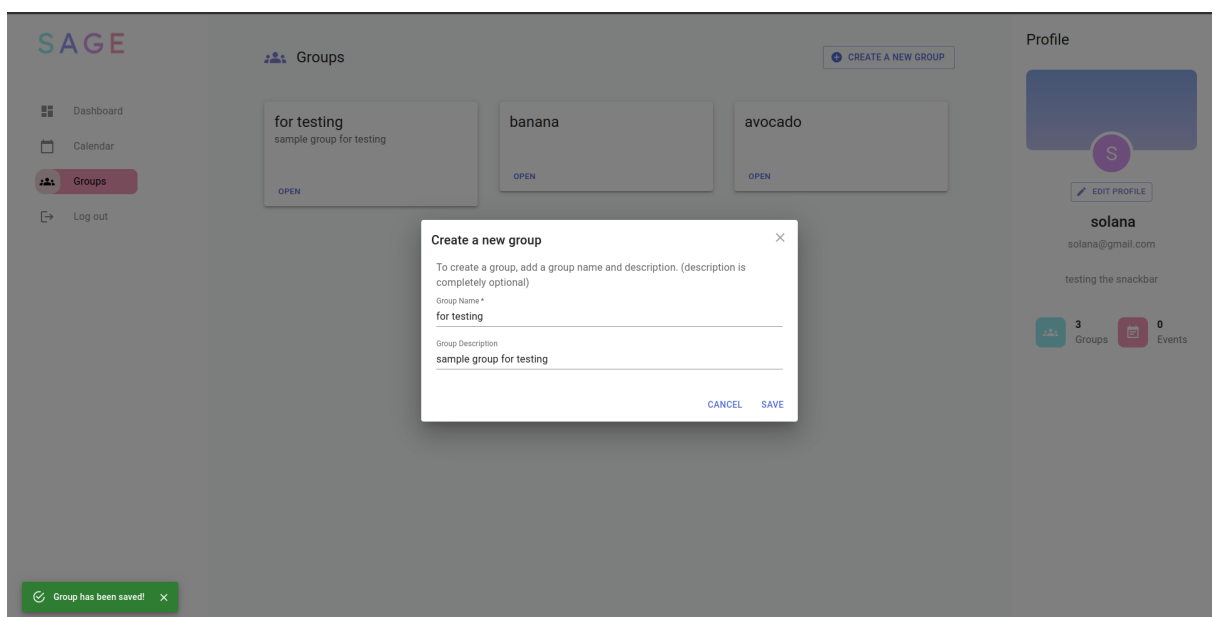 SAGE
Dashboard
Calendar
Groups
Log out
Groups
CREATE A NEW GROUP
for testing
sample group for testing
OPEN
banana
OPEN
avocado
OPEN
Create a new group
To create a group, add a group name and description. (description is
completely optional)
Group Name *
for testing
Group Description
sample group for testing
CANCEL
SAVE
Profile
S
EDIT PROFILE
solana
solana@gmail.com
testing the snackbar
3
Groups
0
Events
Group has been saved!